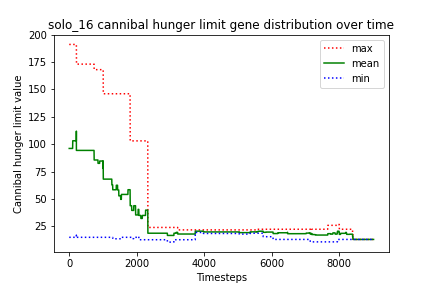 solo_16 cannibal hunger limit gene distribution over time
200
175
150
125
100
75
50
25
Cannibal hunger limit value
max
mean
min
0 2000 4000 6000 8000
Timesteps